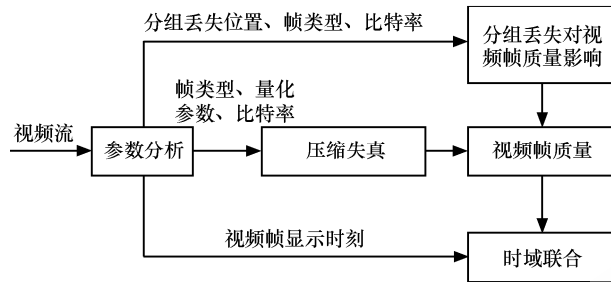 分组丢失位置、帧类型、比特率
分组丢失对视
频帧质量影响
帧类型、量化
参数、比特率
视频流
参数分析
压缩失真
视频帧质量
视频帧显示时刻
时域联合